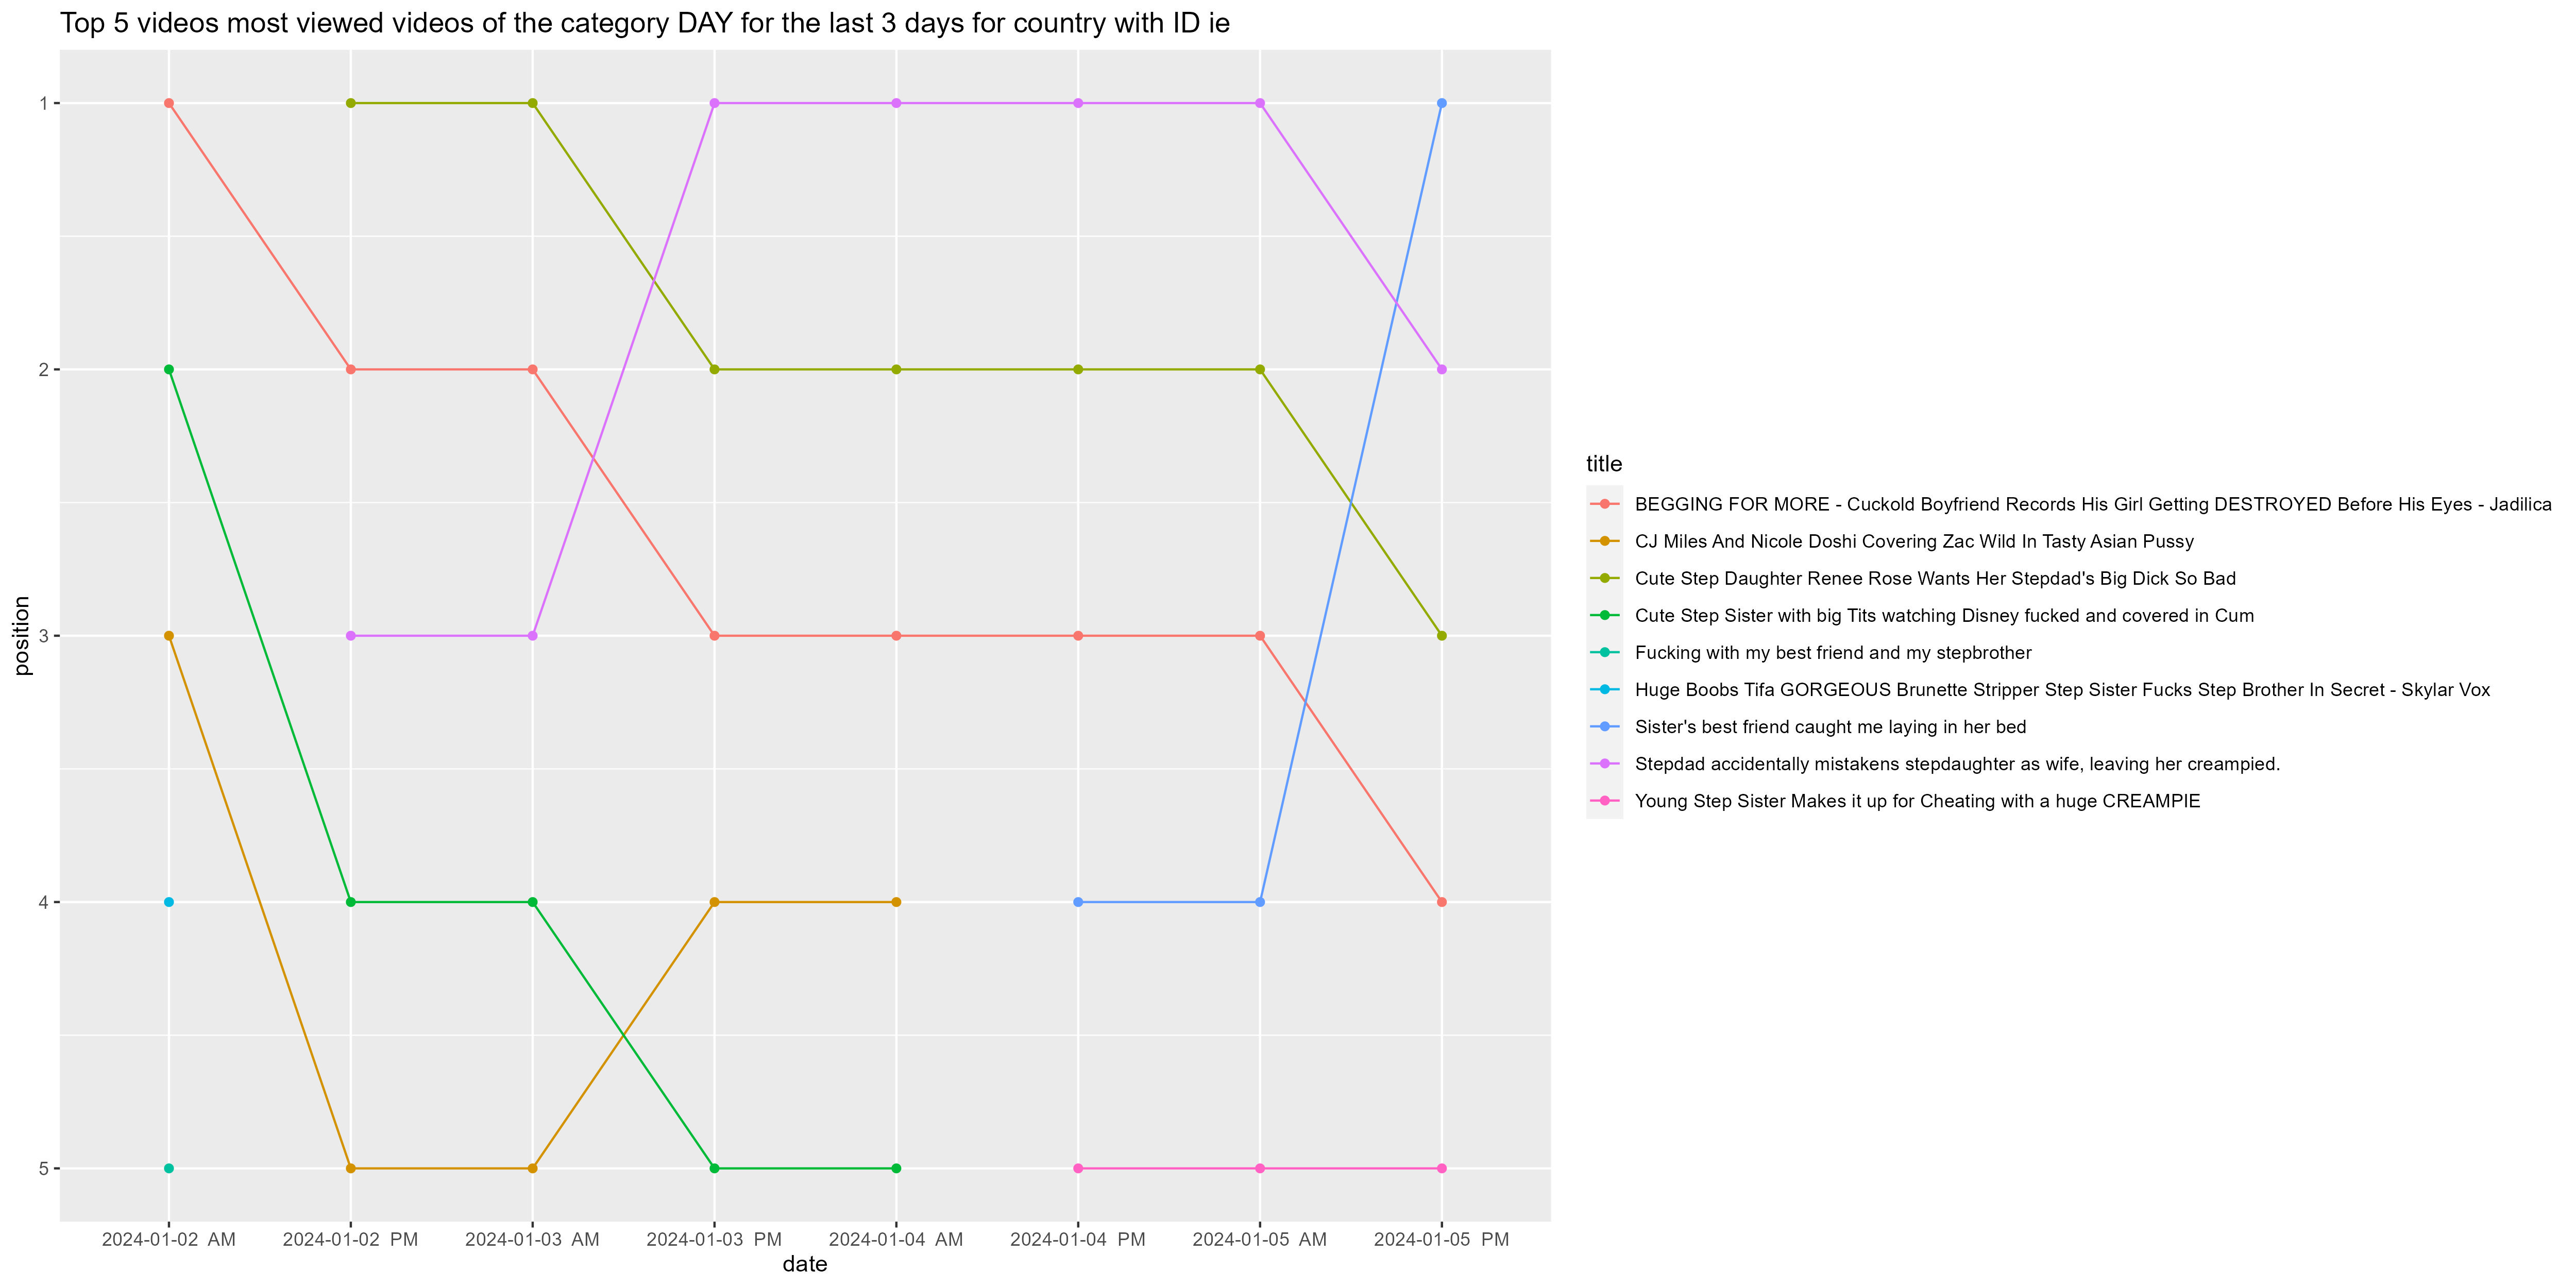 Top 5 videos most viewed videos of the category DAY for the last 3 days for country with ID ie
position
1
2
3
4
5
2024-01-02 AM
2024-01-02 PM
2024-01-03 AM
2024-01-03 PM
2024-01-04 AM
2024-01-04 PM
2024-01-05 AM
2024-01-05 PM
date
title
BEGGING FOR MORE - Cuckold Boyfriend Records His Girl Getting DESTROYED Before His Eyes - Jadilica
CJ Miles And Nicole Doshi Covering Zac Wild In Tasty Asian Pussy
Cute Step Daughter Renee Rose Wants Her Stepdad's Big Dick So Bad
Cute Step Sister with big Tits watching Disney fucked and covered in Cum
Fucking with my best friend and my stepbrother
Huge Boobs Tifa GORGEOUS Brunette Stripper Step Sister Fucks Step Brother In Secret - Skylar Vox
Sister's best friend caught me laying in her bed
Stepdad accidentally mistakens stepdaughter as wife, leaving her creampied.
Young Step Sister Makes it up for Cheating with a huge CREAMPIE